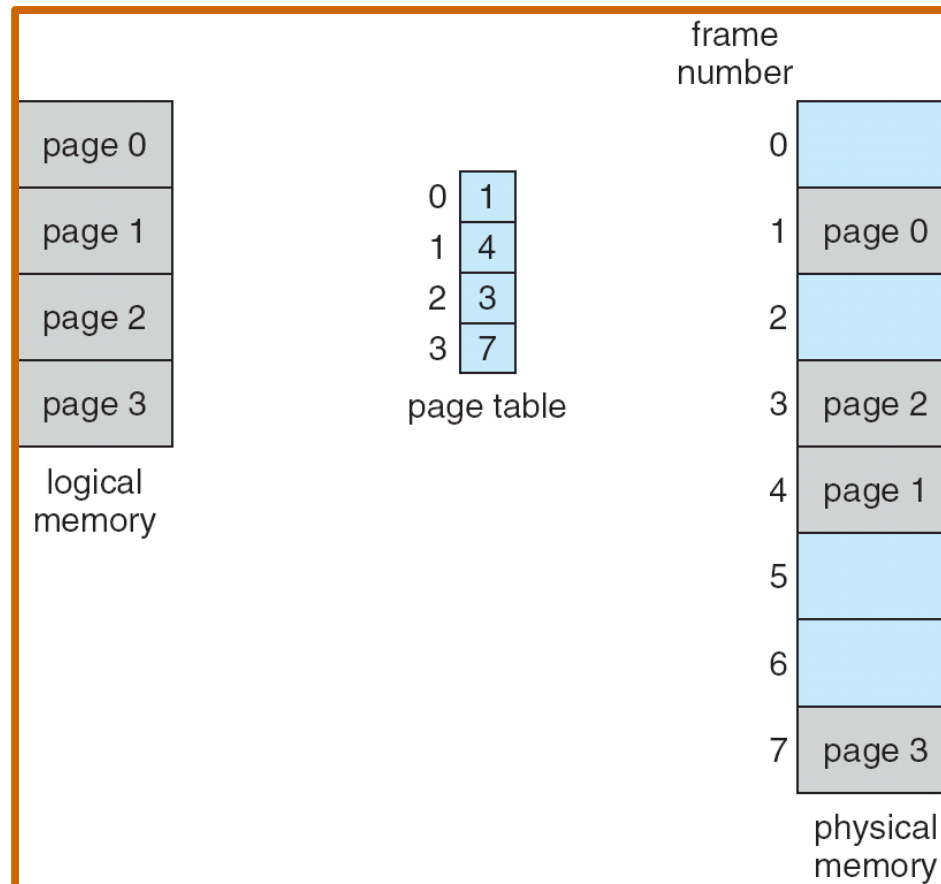 frame
number
page 0
page 1
page 2
page 3
logical
memory
0 1
1 4
2 3
3 7
page table
0
1 page 0
2
3 page 2
4 page 1
5
6
7 page 3
physical
memory